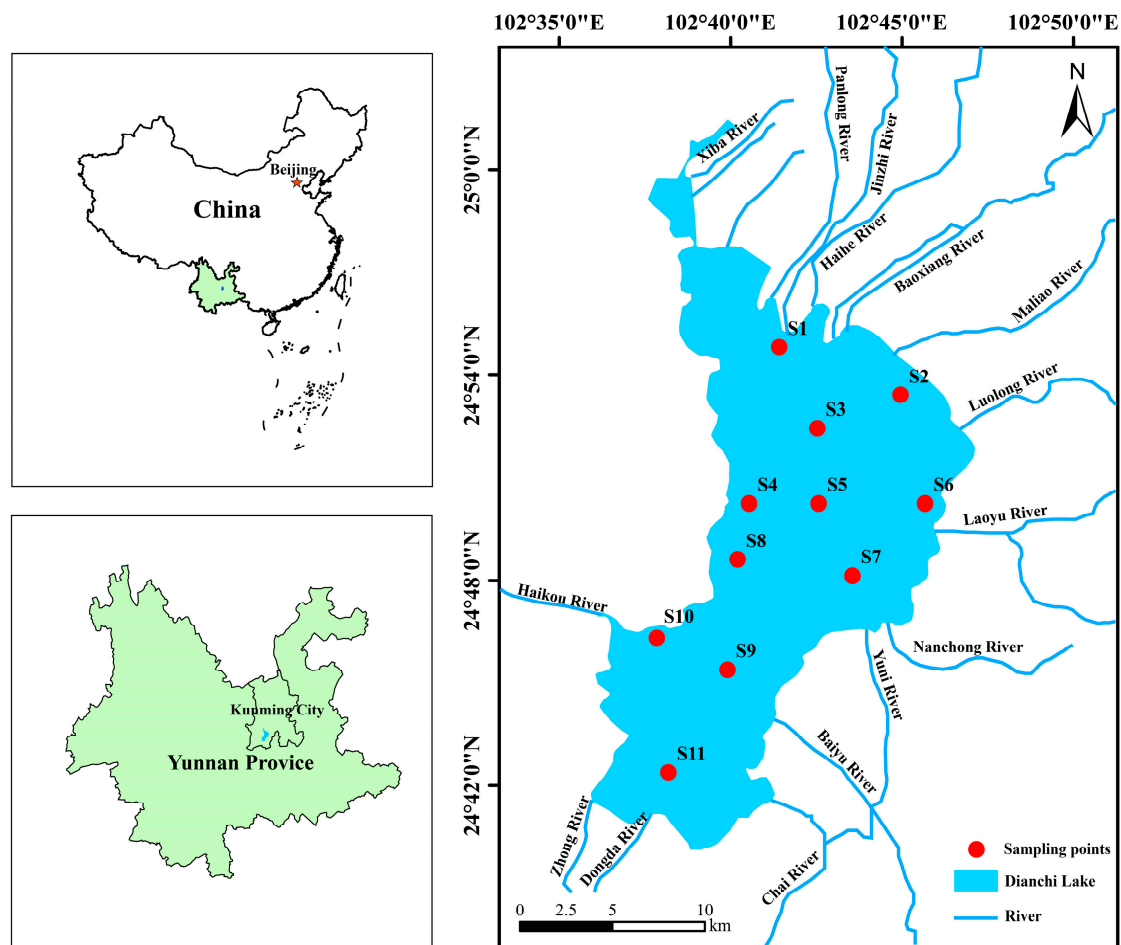 Beijing
China
Kunming City
Yunnan Provice
102°35'0"E
102°40'0"E
102°45'0"E
102°50'0"E
25°0'0"N
24°54'0"N
24°48'0"N
24°42'0"N
N
Xiba River
Panlong River
Jinzhi River
Haihe River
Baoxiang River
Maliao River
Luolong River
Laoyu River
Haikou River
Nanchong River
Yuni River
Baiyu River
Zhong River
Dongda River
Chai River
S1
S2
S3
S4
S5
S6
S8
S7
S10
S9
S11
Sampling points
Dianchi Lake
River
0 2.5 5 10
km